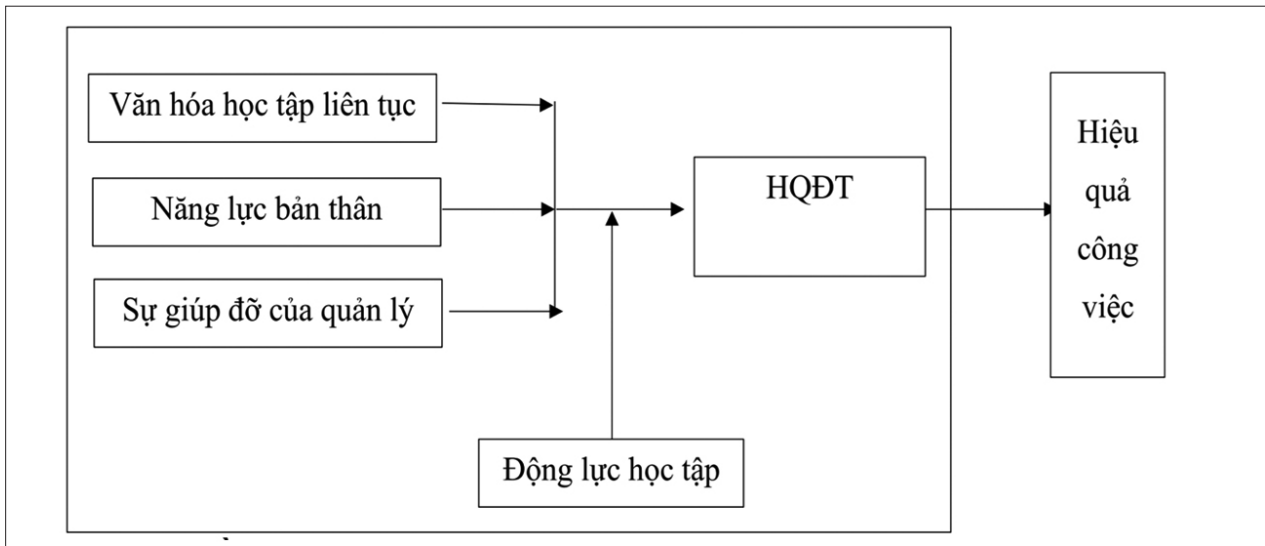 Văn hóa học tập liên tục
Năng lực bản thân
Sự giúp đỡ của quản lý
HQĐT
Động lực học tập
Hiệu
quả
công
việc